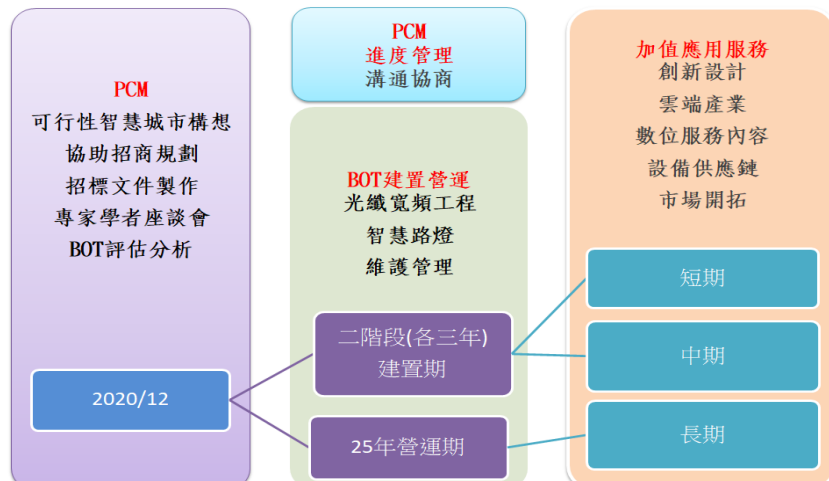 PCM
可行性智慧城市構想
協助招商規劃
招標文件製作
專家學者座談會
BOT評估分析
2020/12
PCM
進度管理
溝通協商
BOT建置營運
光纖寬頻工程
智慧路燈
維護管理
二階段(各三年)
建置期
25年營運期
加值應用服務
創新設計
雲端產業
數位服務內容
設備供應鏈
市場開拓
短期
中期
長期